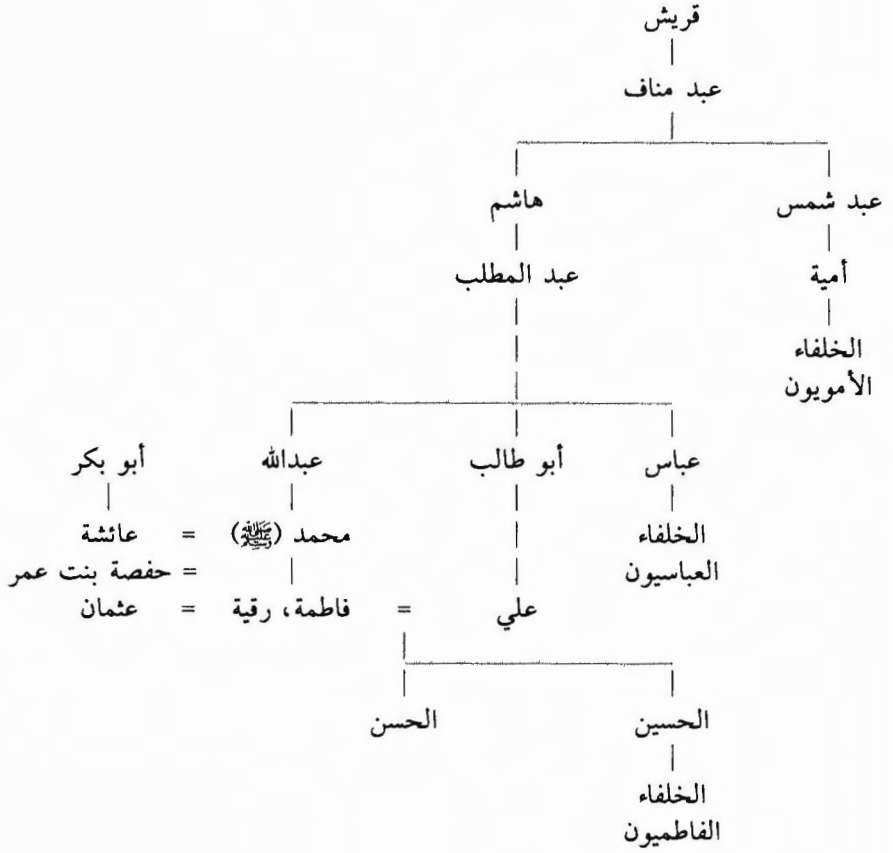 قريش
عبد مناف
عبد شمس هاشم
أمية عبد المطلب
الخلفاء
الأمويون
عباس أبو طالب عبدالله أبو بكر
الخلفاء محمد (ﷺ) = عائشة
العباسيون = حفصة بنت عمر
علي = فاطمة، رقية = عثمان
الحسين الحسن
الخلفاء
الفاطميون